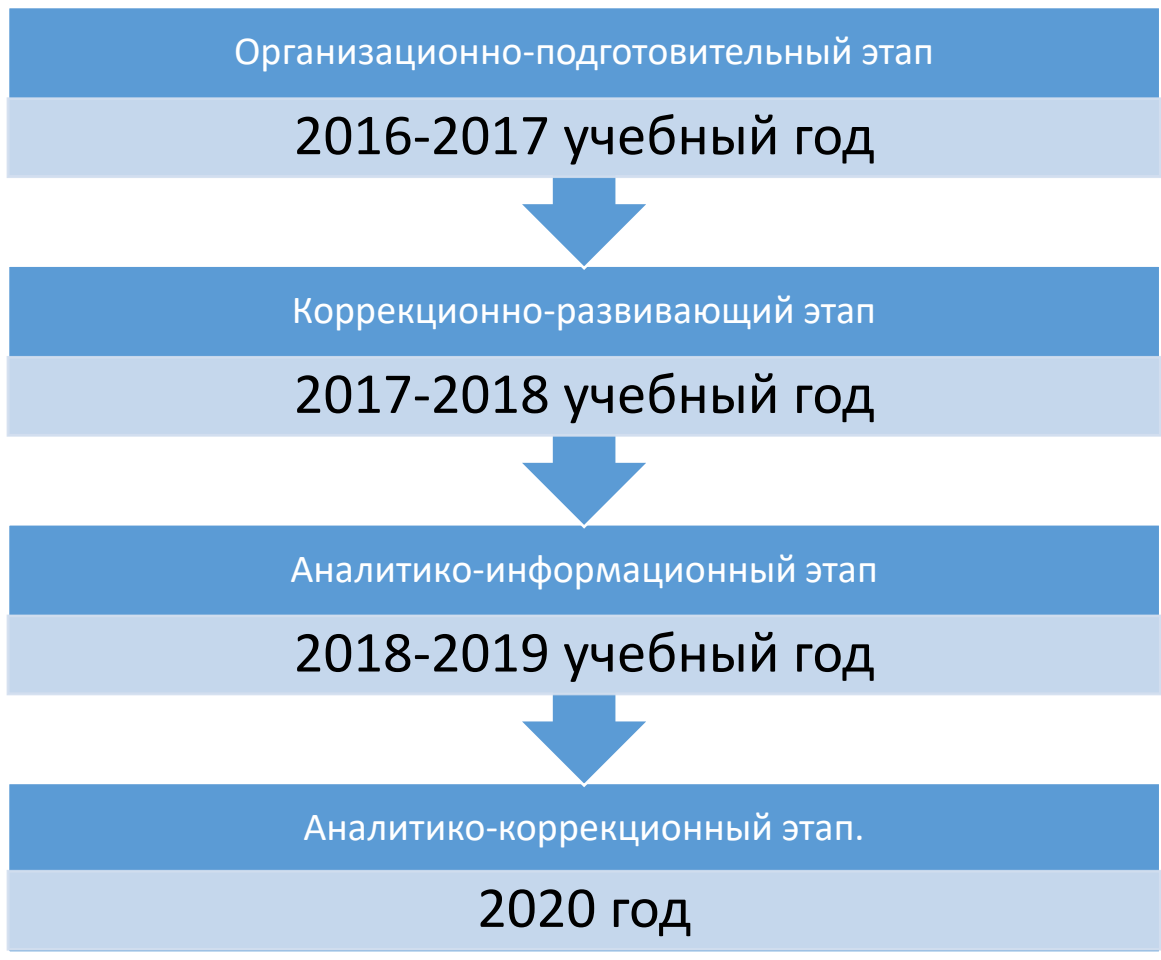 Организационно-подготовительный этап
2016-2017 учебный год
Коррекционно-развивающий этап
2017-2018 учебный год
Аналитико-информационный этап
2018-2019 учебный год
Аналитико-коррекционный этап.
2020 год